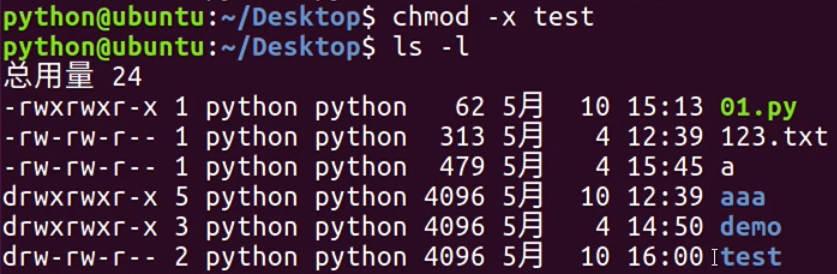 python@ubuntu:~/Desktop$ chmod -x test
python@ubuntu:~/Desktop$ ls -l
总用量 24
-rwxrwxr-x 1 python python   62 5月   10 15:13 01.py
-rw-rw-r-- 1 python python  313 5月    4 12:39 123.txt
-rw-rw-r-- 1 python python  479 5月    4 15:45 a
drwxrwxr-x 5 python python 4096 5月   10 12:39 aaa
drwxrwxr-x 3 python python 4096 5月    4 14:50 demo
drw-rw-r-- 2 python python 4096 5月   10 16:00 test